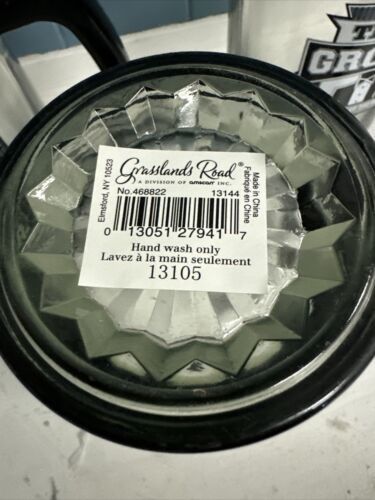 Grasslands Road®
A DIVISION OF amscan INC.
No.468822 13144
0 13051 27941 7
Hand wash only
Lavez à la main seulement
13105
Elmsford, NY 10523
Made in China
Fabriqué en Chine